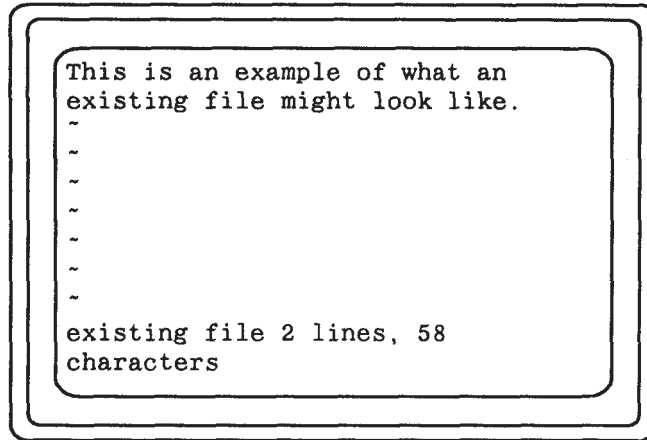 This is an example of what an
existing file might look like.
~
~
~
~
~
~
~
existing file 2 lines, 58
characters